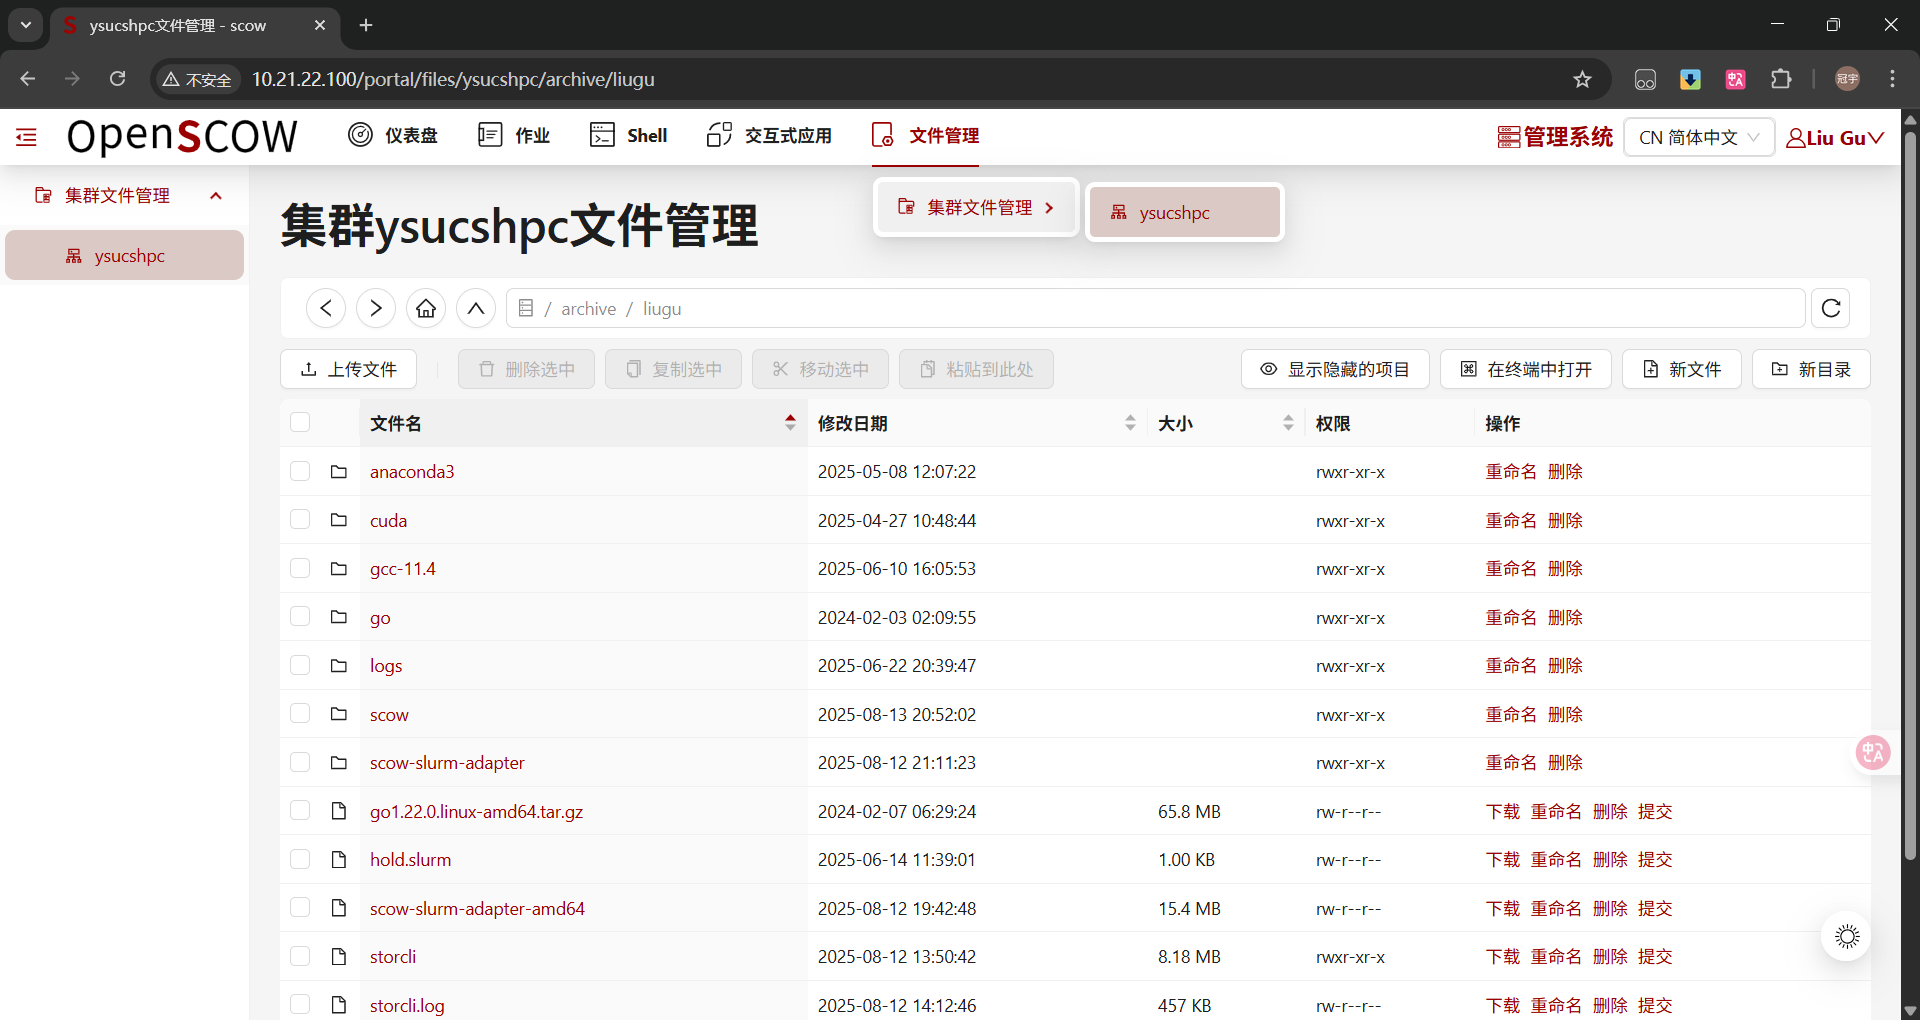 ysucshpc文件管理 - scow
不安全 10.21.22.100/portal/files/ysucshpc/archive/liugu 冠宇
OpenSCOW 仪表盘 作业 Shell 交互式应用 文件管理 管理系统 CN 简体中文 Liu Gu
集群文件管理
ysucshpc
集群文件管理 ysucshpc
集群ysucshpc文件管理
/ archive / liugu
上传文件 删除选中 复制选中 移动选中 粘贴到此处 显示隐藏的项目 在终端中打开 新文件 新目录
文件名 修改日期 大小 权限 操作
anaconda3 2025-05-08 12:07:22 rwxr-xr-x 重命名 删除
cuda 2025-04-27 10:48:44 rwxr-xr-x 重命名 删除
gcc-11.4 2025-06-10 16:05:53 rwxr-xr-x 重命名 删除
go 2024-02-03 02:09:55 rwxr-xr-x 重命名 删除
logs 2025-06-22 20:39:47 rwxr-xr-x 重命名 删除
scow 2025-08-13 20:52:02 rwxr-xr-x 重命名 删除
scow-slurm-adapter 2025-08-12 21:11:23 rwxr-xr-x 重命名 删除
go1.22.0.linux-amd64.tar.gz 2024-02-07 06:29:24 65.8 MB rw-r--r-- 下载 重命名 删除 提交
hold.slurm 2025-06-14 11:39:01 1.00 KB rw-r--r-- 下载 重命名 删除 提交
scow-slurm-adapter-amd64 2025-08-12 19:42:48 15.4 MB rw-r--r-- 下载 重命名 删除 提交
storcli 2025-08-12 13:50:42 8.18 MB rwxr-xr-x 下载 重命名 删除 提交
storcli.log 2025-08-12 14:12:46 457 KB rw-r--r-- 下载 重命名 删除 提交